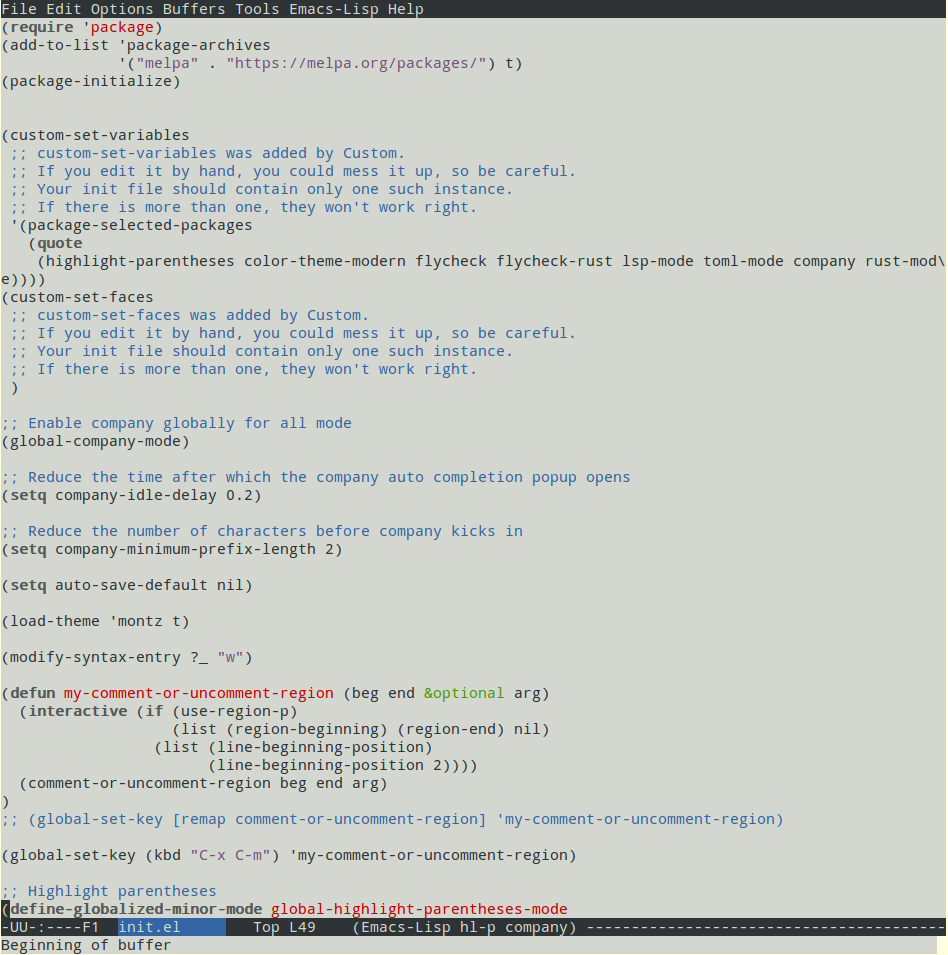 File Edit Options Buffers Tools Emacs-Lisp Help
(require 'package)
(add-to-list 'package-archives
             '("melpa" . "https://melpa.org/packages/") t)
(package-initialize)
(custom-set-variables
 ;; custom-set-variables was added by Custom.
 ;; If you edit it by hand, you could mess it up, so be careful.
 ;; Your init file should contain only one such instance.
 ;; If there is more than one, they won't work right.
 '(package-selected-packages
   (quote
    (highlight-parentheses color-theme-modern flycheck flycheck-rust lsp-mode toml-mode company rust-mod\
e))))
(custom-set-faces
 ;; custom-set-faces was added by Custom.
 ;; If you edit it by hand, you could mess it up, so be careful.
 ;; Your init file should contain only one such instance.
 ;; If there is more than one, they won't work right.
 )
;; Enable company globally for all mode
(global-company-mode)
;; Reduce the time after which the company auto completion popup opens
(setq company-idle-delay 0.2)
;; Reduce the number of characters before company kicks in
(setq company-minimum-prefix-length 2)
(setq auto-save-default nil)
(load-theme 'montz t)
(modify-syntax-entry ?_ "w")
(defun my-comment-or-uncomment-region (beg end &optional arg)
  (interactive (if (use-region-p)
                   (list (region-beginning) (region-end) nil)
                 (list (line-beginning-position)
                       (line-beginning-position 2))))
  (comment-or-uncomment-region beg end arg)
)
;; (global-set-key [remap comment-or-uncomment-region] 'my-comment-or-uncomment-region)
(global-set-key (kbd "C-x C-m") 'my-comment-or-uncomment-region)
;; Highlight parentheses
(define-globalized-minor-mode global-highlight-parentheses-mode
-UU-:----F1  init.el        Top L49    (Emacs-Lisp hl-p company) ----------------------------------------
Beginning of buffer